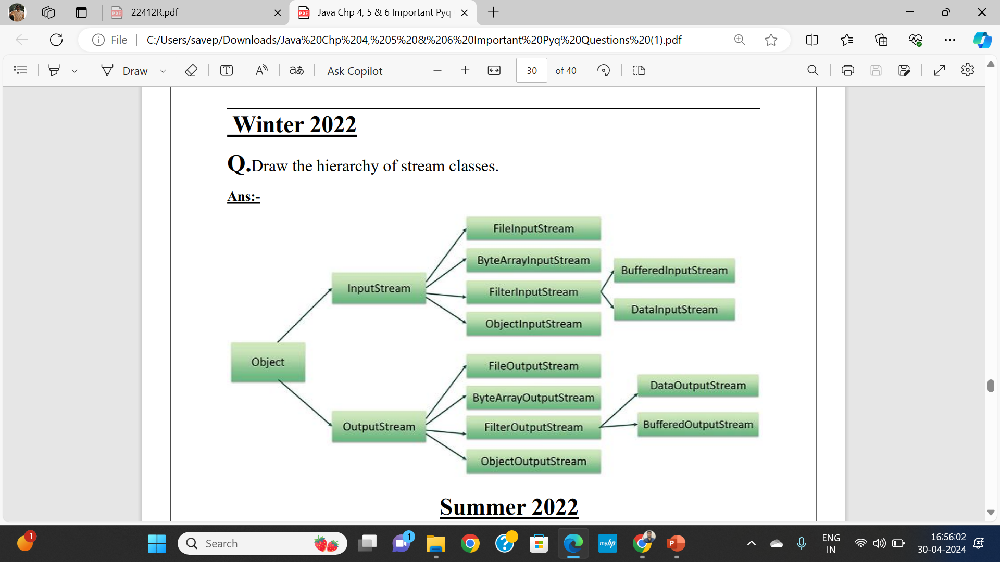 22412R.pdf
Java Chp 4, 5 & 6 Important Pyq
File
C:/Users/savep/Downloads/Java%20Chp%204,%205%20&%206%20Important%20Pyq%20Questions%20(1).pdf
Draw
Ask Copilot
30 of 40
Winter 2022
Q.Draw the hierarchy of stream classes.
Ans:-
FileInputStream
ByteArrayInputStream
BufferedInputStream
InputStream
FilterInputStream
DataInputStream
ObjectInputStream
Object
FileOutputStream
DataOutputStream
ByteArrayOutputStream
OutputStream
FilterOutputStream
BufferedOutputStream
ObjectOutputStream
Summer 2022
1
Search
1
myhp
ENG
IN
16:56:02
30-04-2024